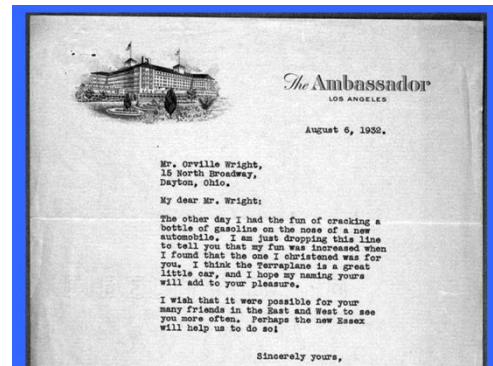 The Ambassador
LOS ANGELES
August 6, 1932.
Mr. Orville Wright,
15 North Broadway,
Dayton, Ohio.
My dear Mr. Wright:
The other day I had the fun of cracking a
bottle of gasoline on the nose of a new
automobile. I am just dropping this line
to tell you that my fun was increased when
I found that the one I christened was for
you. I think the Terraplane is a great
little car, and I hope my naming yours
will add to your pleasure.
I wish that it were possible for your
many friends in the East and West to see
you more often. Perhaps the new Essex
will help us to do so!
Sincerely yours,